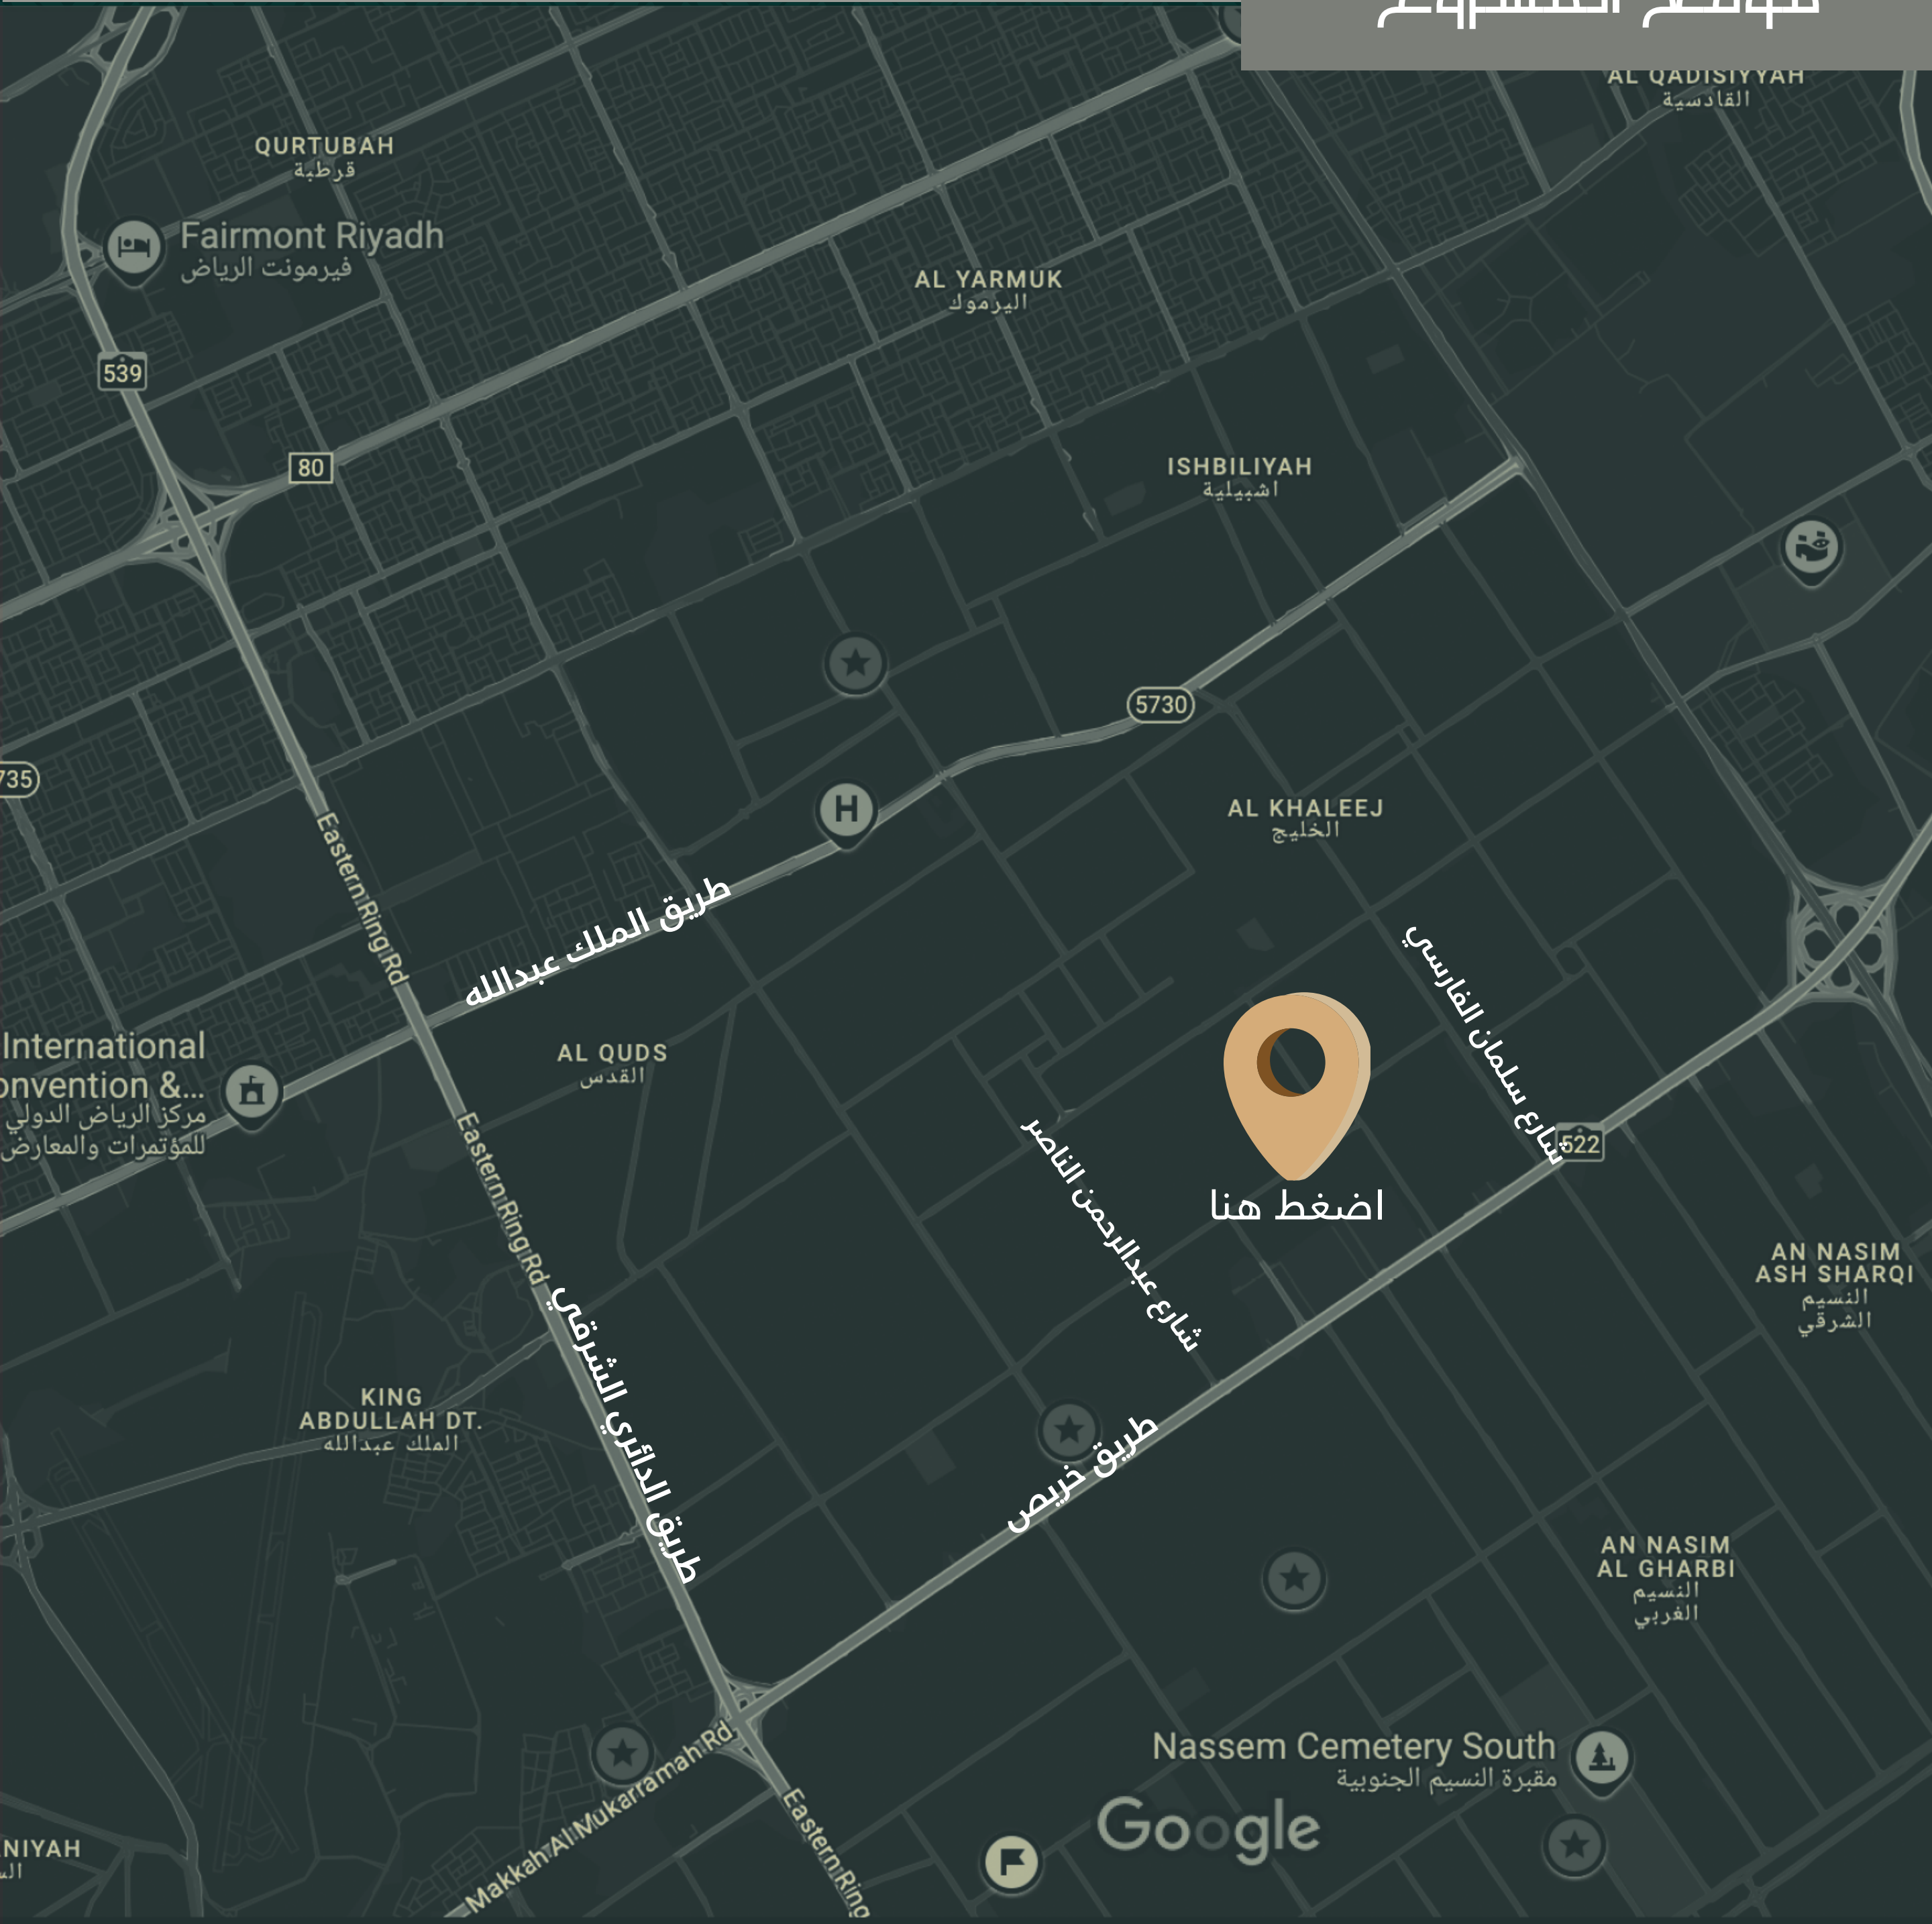 موقع المشروع
AL QADISIYYAH
القادسية
QURTUBAH
قرطبة
Fairmont Riyadh
فيرمونت الرياض
AL YARMUK
اليرموك
539
80
ISHBILIYAH
اشبيلية
5730
735
AL KHALEEJ
الخليج
H
Eastern Ring Rd
طريق الملك عبدالله
شارع سلمان الفارسي
International
onvention &...
مركز الرياض الدولي
للمؤتمرات والمعارض
AL QUDS
القدس
Eastern Ring Rd
شارع عبدالرحمن الناصر
522
اضغط هنا
AN NASIM
ASH SHARQI
النسيم
الشرقي
طريق الدائري الشرقي
KING
ABDULLAH DT.
الملك عبدالله
طريق خريص
AN NASIM
AL GHARBI
النسيم
الغربي
Makkah Al Mukarramah Rd
Nassem Cemetery South
مقبرة النسيم الجنوبية
Eastern Ring
Google
NIYAH